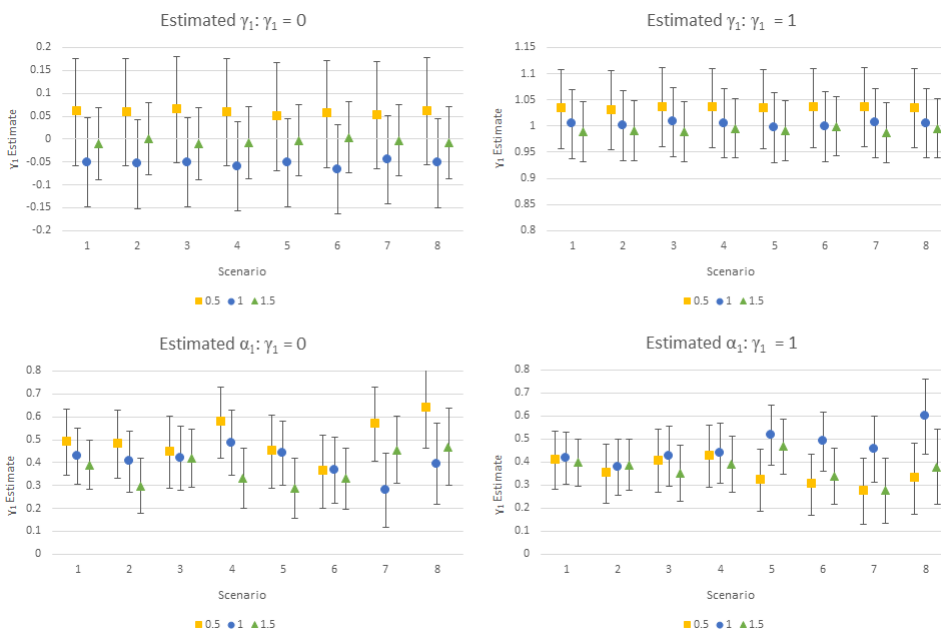 Estimated γ₁: γ₁ = 0
0.2
0.15
0.1
0.05
0
-0.05
-0.1
-0.15
-0.2
γ₁ Estimate
1 2 3 4 5 6 7 8
Scenario
0.5 1 1.5
Estimated γ₁: γ₁ = 1
1.15
1.1
1.05
1
0.95
0.9
0.85
0.8
γ₁ Estimate
1 2 3 4 5 6 7 8
Scenario
0.5 1 1.5
Estimated α₁: γ₁ = 0
0.8
0.7
0.6
0.5
0.4
0.3
0.2
0.1
0
γ₁ Estimate
1 2 3 4 5 6 7 8
Scenario
0.5 1 1.5
Estimated α₁: γ₁ = 1
0.8
0.7
0.6
0.5
0.4
0.3
0.2
0.1
0
γ₁ Estimate
1 2 3 4 5 6 7 8
Scenario
0.5 1 1.5